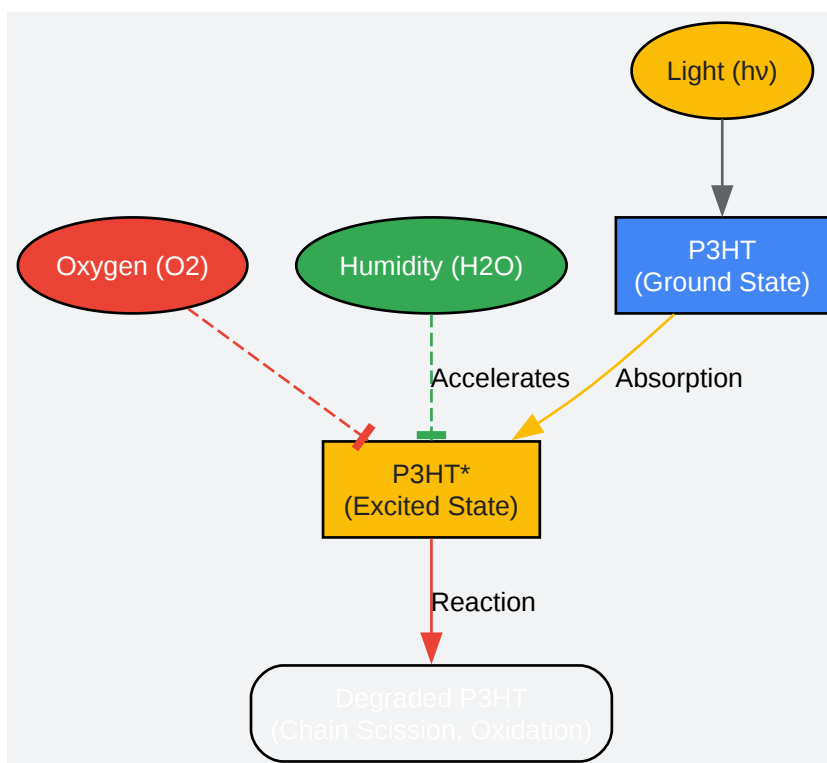 Light (hν)
Oxygen (O2)
Humidity (H2O)
P3HT
(Ground State)
Accelerates
Absorption
P3HT*
(Excited State)
Reaction
Degraded P3HT
(Chain Scission, Oxidation)